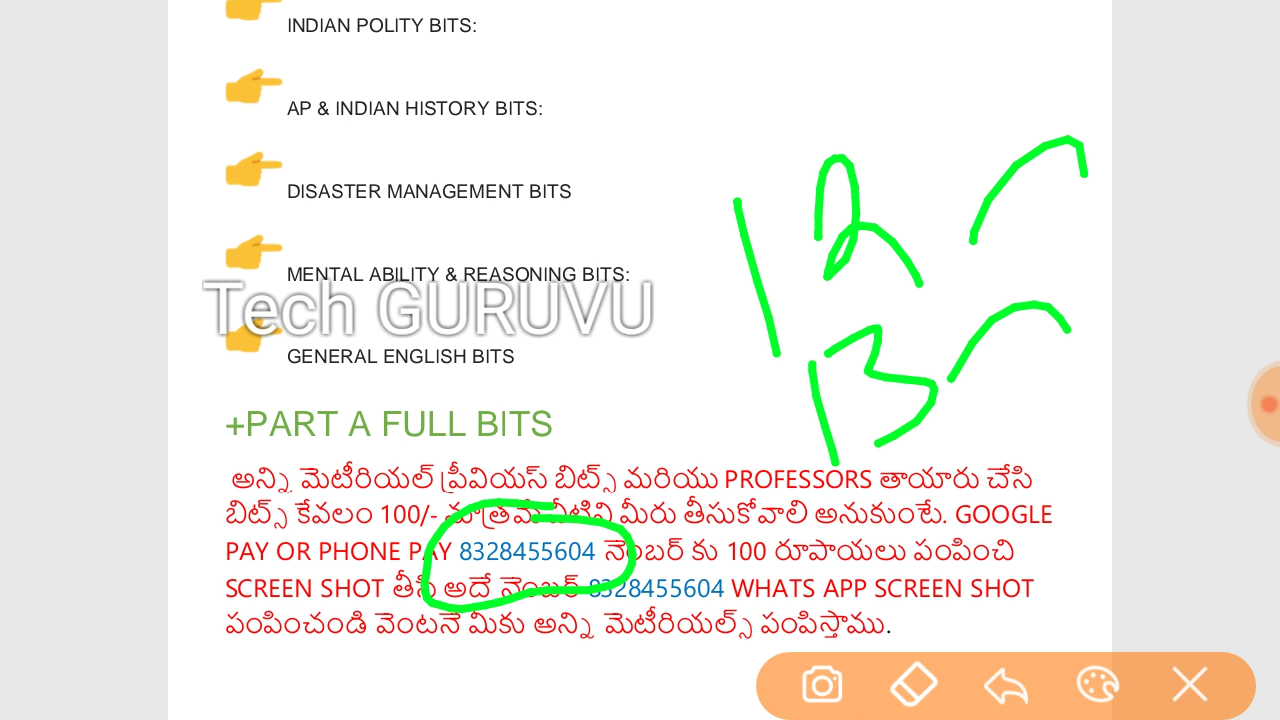 INDIAN POLITY BITS:
AP & INDIAN HISTORY BITS:
DISASTER MANAGEMENT BITS
MENTAL ABILITY & REASONING BITS:
Tech GURUVU
GENERAL ENGLISH BITS
+PART A FULL BITS
అన్ని మెటీరియల్ ప్రీవియస్ బిట్స్ మరియు PROFESSORS తాయారు చేసి
బిట్స్ కేవలం 100/- మాత్రమే వీటిని మీరు తీసుకోవాలి అనుకుంటే. GOOGLE
PAY OR PHONE PAY 8328455604 నెంబర్ కు 100 రూపాయలు పంపించి
SCREEN SHOT తీసి అదే నెంబర్ 8328455604 WHATS APP SCREEN SHOT
పంపించండి వెంటనే మీకు అన్ని మెటీరియల్స్ పంపిస్తాము.